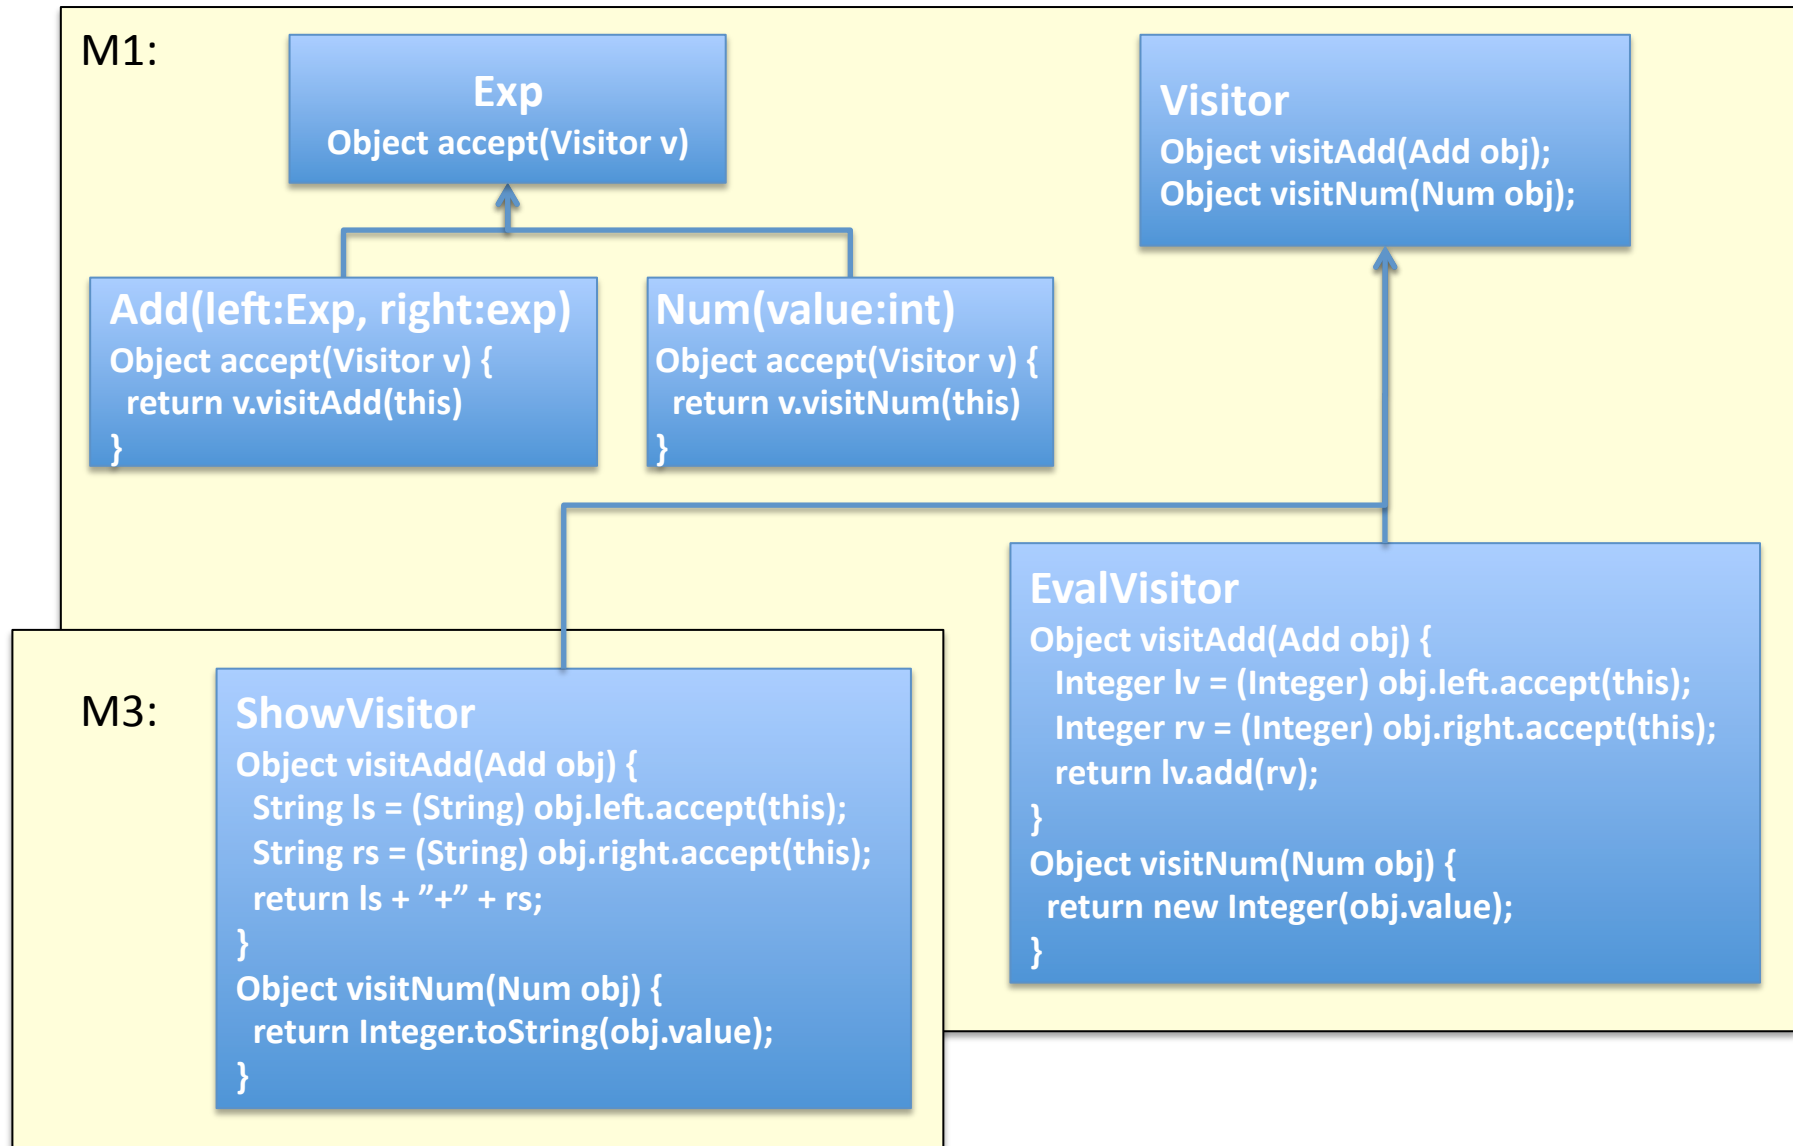 M1:
Exp
Object accept(Visitor v)
Visitor
Object visitAdd(Add obj);
Object visitNum(Num obj);
Add(left:Exp, right:exp)
Object accept(Visitor v) {
return v.visitAdd(this)
}
Num(value:int)
Object accept(Visitor v) {
return v.visitNum(this)
}
EvalVisitor
Object visitAdd(Add obj) {
Integer lv = (Integer) obj.left.accept(this);
Integer rv = (Integer) obj.right.accept(this);
return lv.add(rv);
}
Object visitNum(Num obj) {
return new Integer(obj.value);
}
M3:
ShowVisitor
Object visitAdd(Add obj) {
String ls = (String) obj.left.accept(this);
String rs = (String) obj.right.accept(this);
return ls + ”+” + rs;
}
Object visitNum(Num obj) {
return Integer.toString(obj.value);
}